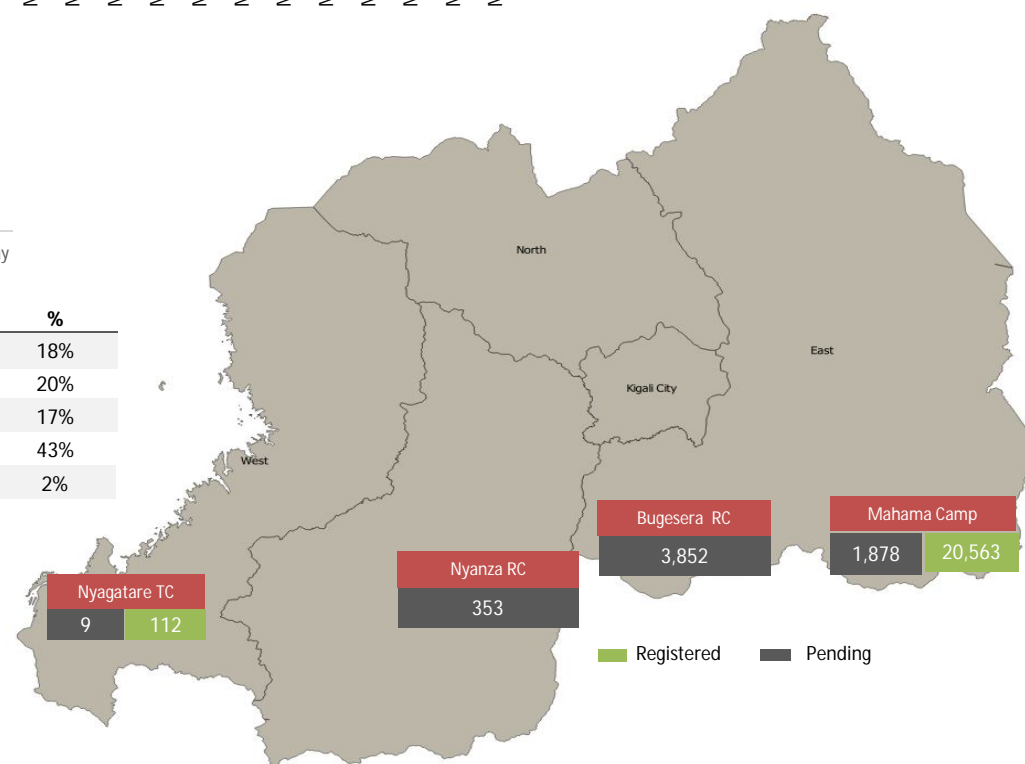 North
%
18%
20%
17%
43%
2%
East
Kigali City
West
Bugesera RC
3,852
Mahama Camp
1,878 20,563
Nyanza RC
353
Nyagatare TC
9 112
Registered Pending